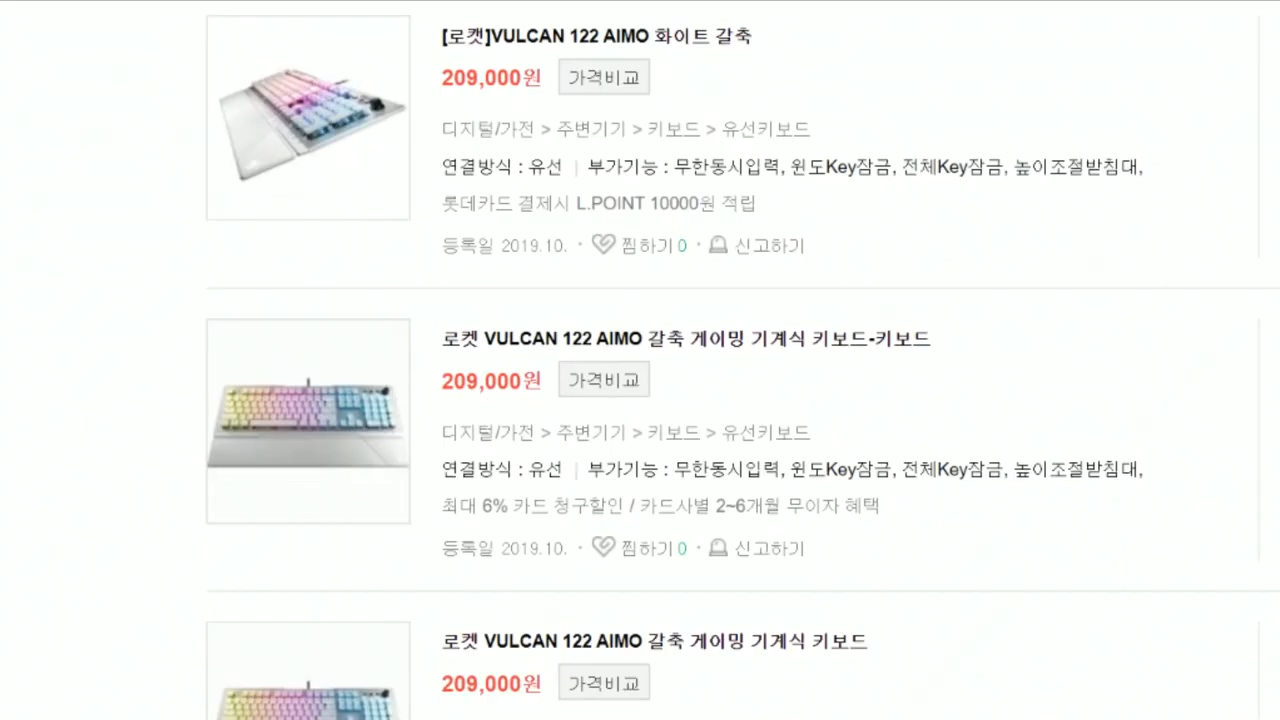 [로캣]VULCAN 122 AIMO 화이트 갈축
209,000원 가격비교
디지털/가전 > 주변기기 > 키보드 > 유선키보드
연결방식 : 유선 | 부가기능 : 무한동시입력, 윈도Key잠금, 전체Key잠금, 높이조절받침대,
롯데카드 결제시 L.POINT 10000원 적립
등록일 2019.10. · 찜하기 0 · 신고하기
로켓 VULCAN 122 AIMO 갈축 게이밍 기계식 키보드-키보드
209,000원 가격비교
디지털/가전 > 주변기기 > 키보드 > 유선키보드
연결방식 : 유선 | 부가기능 : 무한동시입력, 윈도Key잠금, 전체Key잠금, 높이조절받침대,
최대 6% 카드 청구할인 / 카드사별 2~6개월 무이자 혜택
등록일 2019.10. · 찜하기 0 · 신고하기
로켓 VULCAN 122 AIMO 갈축 게이밍 기계식 키보드
209,000원 가격비교